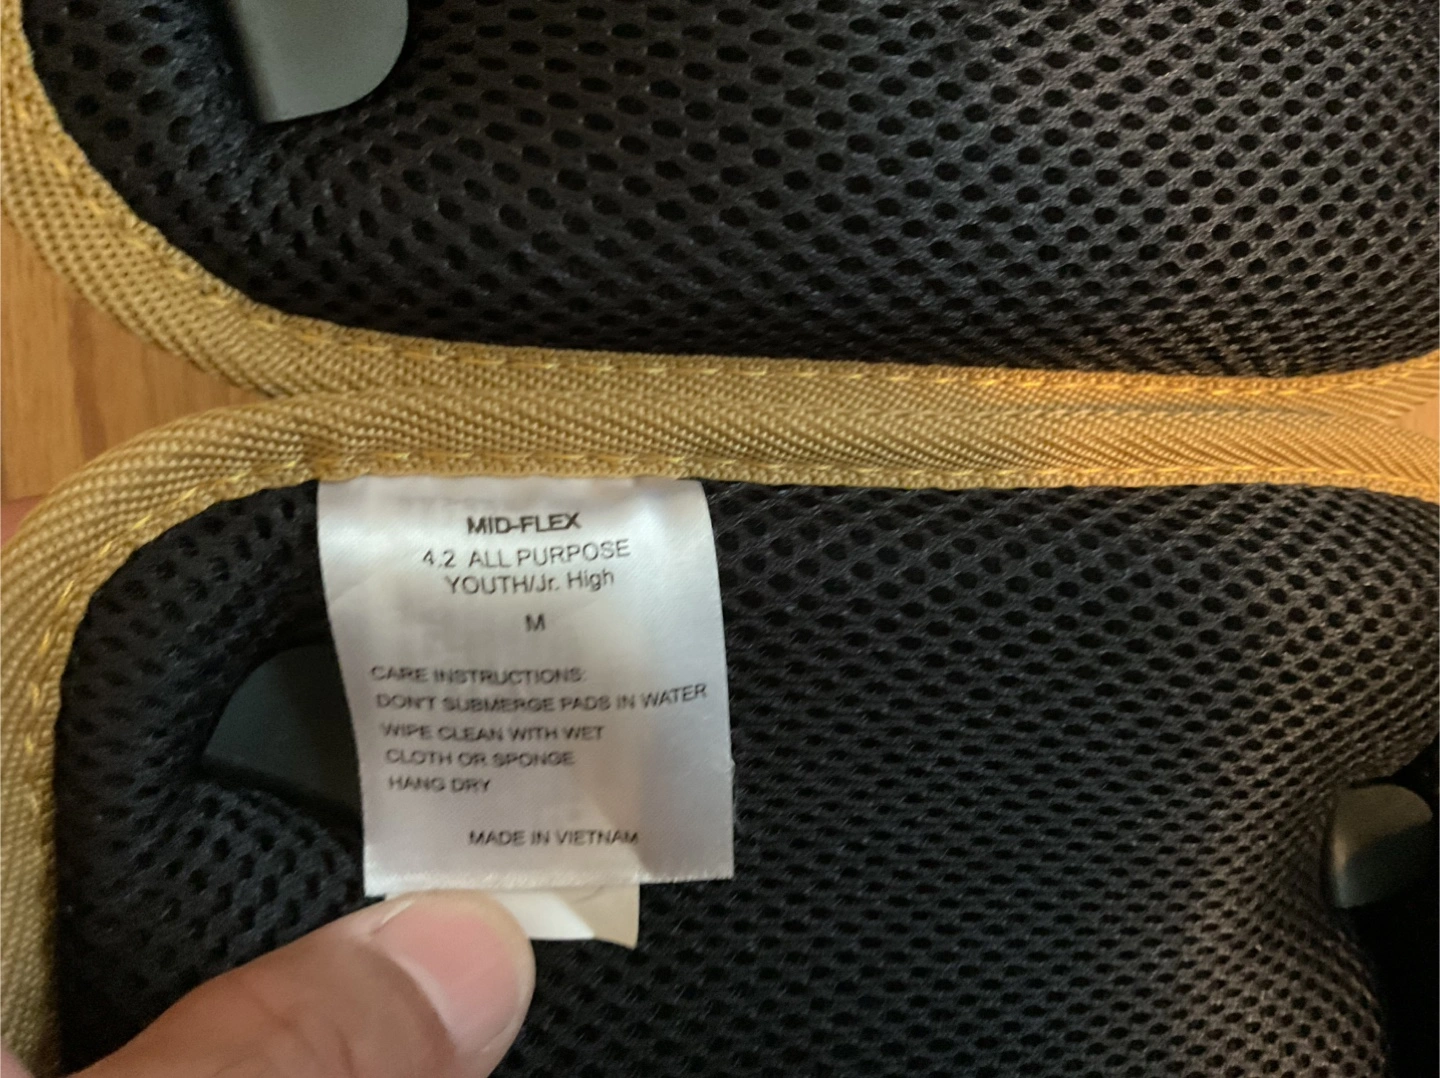 MID-FLEX
4.2 ALL PURPOSE
YOUTH/Jr. High
M
CARE INSTRUCTIONS:
DON'T SUBMERGE PADS IN WATER
WIPE CLEAN WITH WET
CLOTH OR SPONGE
HANG DRY
MADE IN VIETNAM